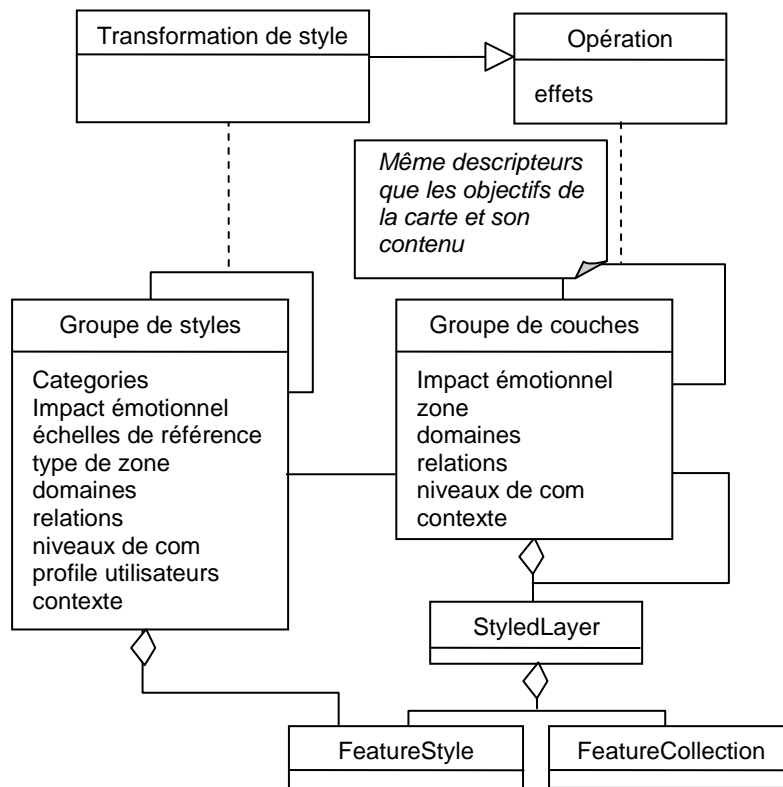 Transformation de style
Opération
effets
Même descripteurs
que les objectifs de
la carte et son
contenu
Groupe de styles
Categories
Impact émotionnel
échelles de référence
type de zone
domaines
relations
niveaux de com
profile utilisateurs
contexte
Groupe de couches
Impact émotionnel
zone
domaines
relations
niveaux de com
contexte
StyledLayer
FeatureStyle
FeatureCollection